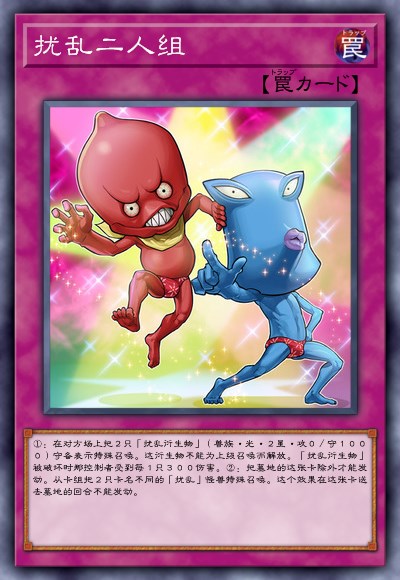 扰乱二人组
トラップ
罠
トラップ
【罠カード】
①：在对方场上把2只「扰乱衍生物」（兽族·光·2星·攻0／守100
0）守备表示特殊召唤。这衍生物不能为上级召唤而解放。「扰乱衍生物」
被破坏时那控制者受到每1只300伤害。②：把墓地的这张卡除外才能发
动。从卡组把2只卡名不同的「扰乱」怪兽特殊召唤。这个效果在这张卡送
去墓地的回合不能发动。